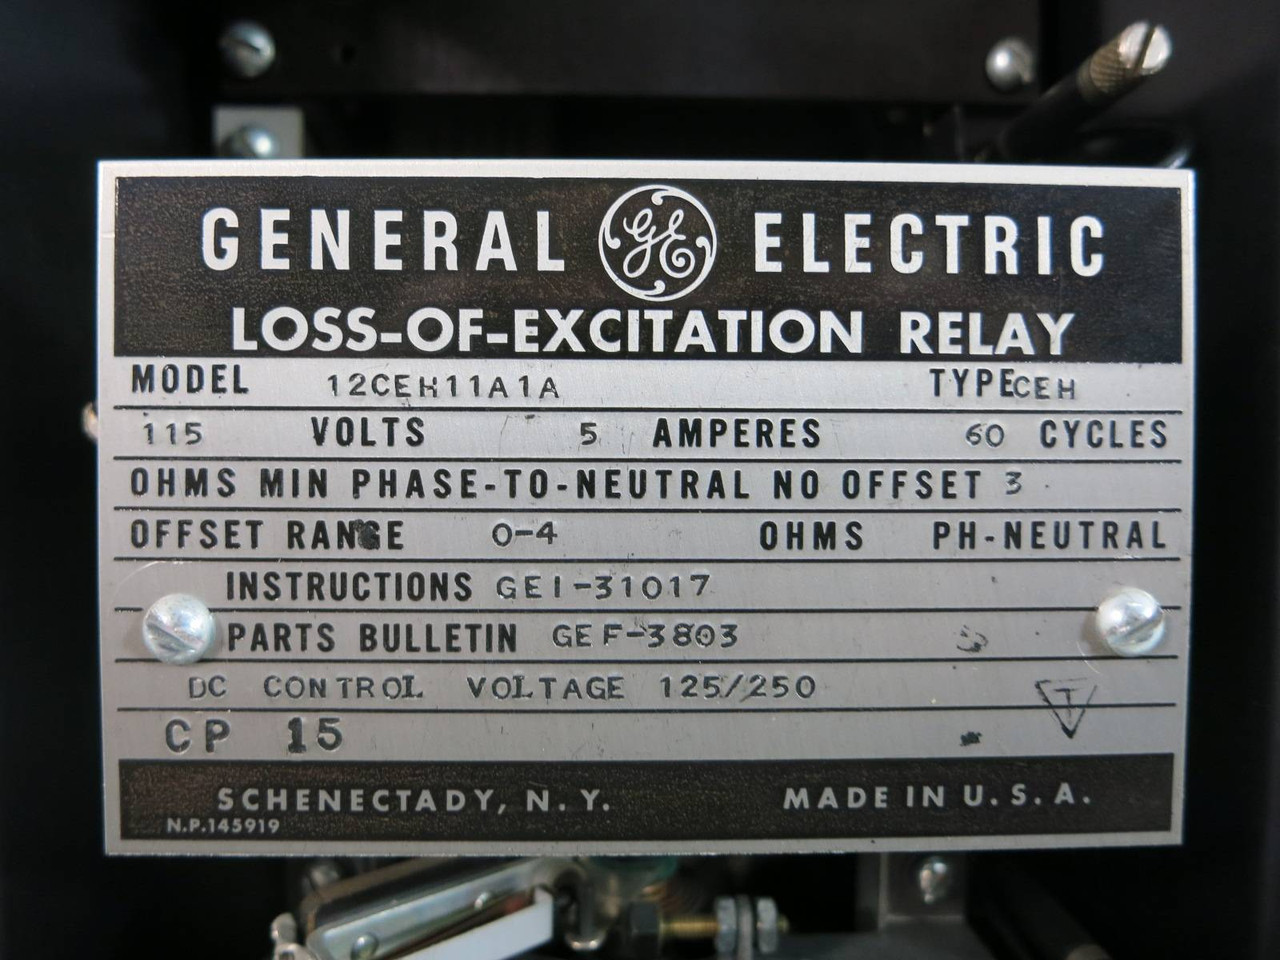 GENERAL GE ELECTRIC
LOSS-OF-EXCITATION RELAY
MODEL 12CEH11A1A TYPE CEH
115 VOLTS 5 AMPERES 60 CYCLES
OHMS MIN PHASE-TO-NEUTRAL NO OFFSET 3
OFFSET RANGE 0-4 OHMS PH-NEUTRAL
INSTRUCTIONS GEI-31017
PARTS BULLETIN GEF-3803
DC CONTROL VOLTAGE 125/250
T
CP 15
SCHENECTADY, N.Y. MADE IN U.S.A.
N.P.145919